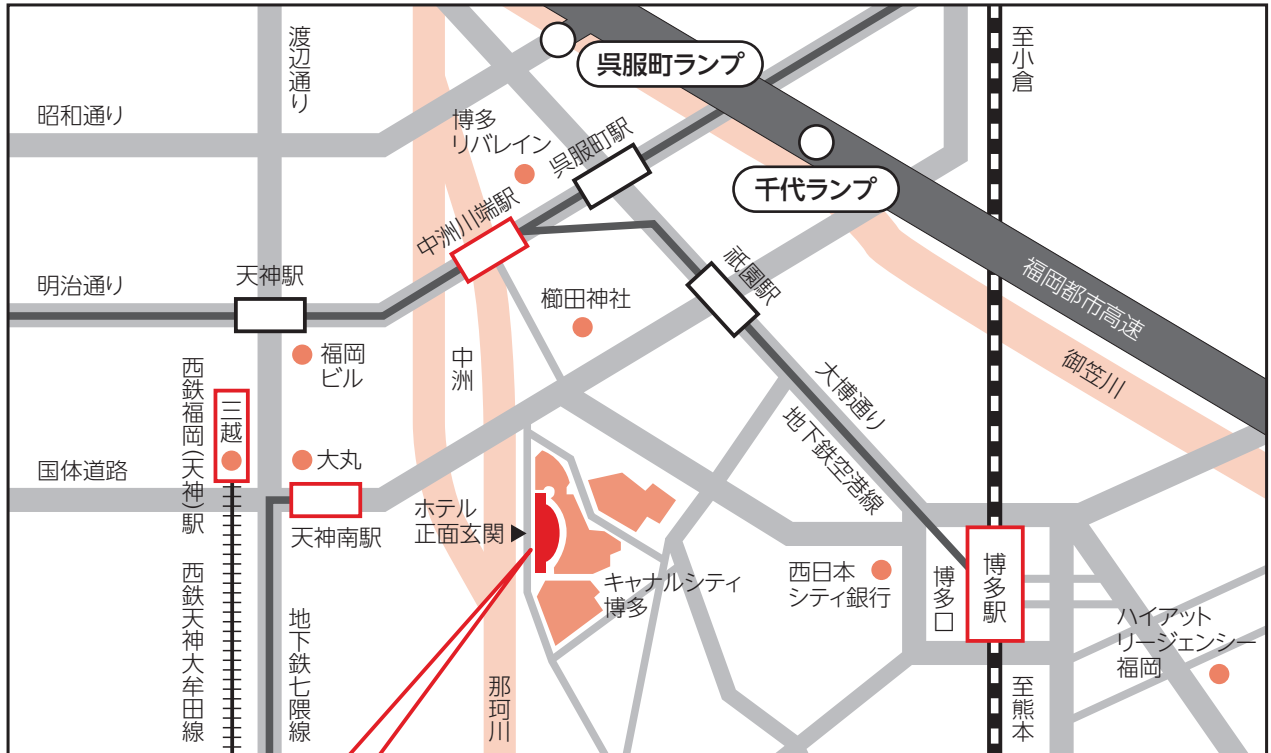 渡辺通り
至小倉
呉服町ランプ
昭和通り
博多
リバレイン
呉服町駅
千代ランプ
中洲川端駅
天神駅
明治通り
祇園駅
福岡都市高速
櫛田神社
中洲
御笠川
福岡
ビル
西鉄福岡(天神)駅
三越
大博通り
地下鉄空港線
国体道路
大丸
天神南駅
ホテル
正面玄関▶
キャナルシティ
博多
西日本
シティ銀行
博多口
博多駅
ハイアット
リージェンシー
福岡
西鉄天神大牟田線
地下鉄七隈線
那珂川
至熊本